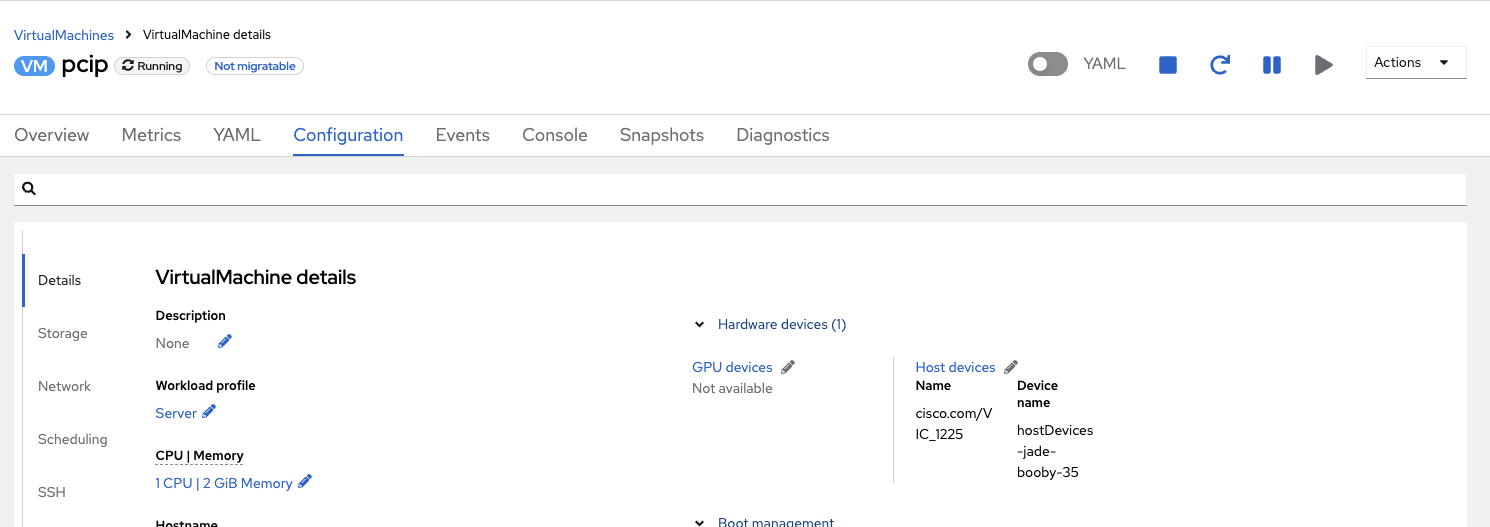 VirtualMachines > VirtualMachine details
VM pcip Running Not migratable
YAML
Actions
Overview Metrics YAML Configuration Events Console Snapshots Diagnostics
Details
Storage
Network
Scheduling
SSH
VirtualMachine details
Description
None
Workload profile
Server
CPU | Memory
1 CPU | 2 GiB Memory
Hostname
Hardware devices (1)
GPU devices
Not available
Host devices
Name
cisco.com/V
IC_1225
Device
name
hostDevices
-jade-
booby-35
Boot management